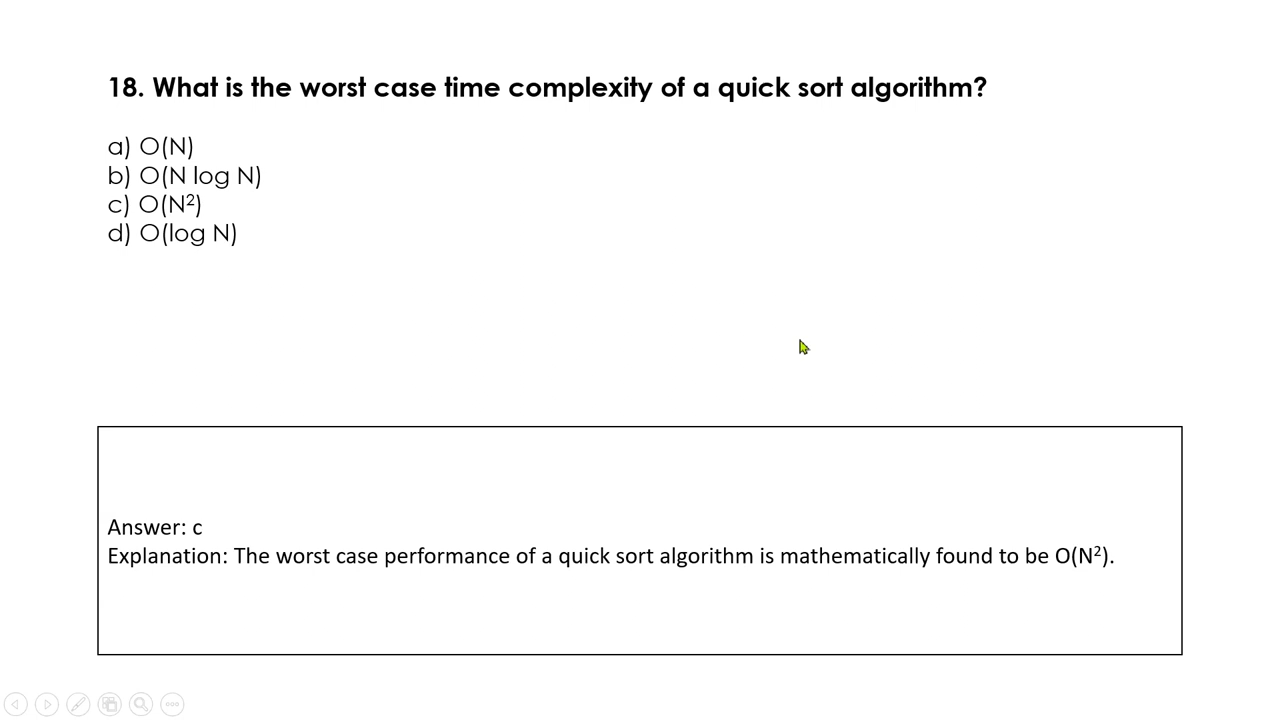 18. What is the worst case time complexity of a quick sort algorithm?
a) O(N)
b) O(N log N)
c) O(N²)
d) O(log N)
Answer: c
Explanation: The worst case performance of a quick sort algorithm is mathematically found to be O(N²).